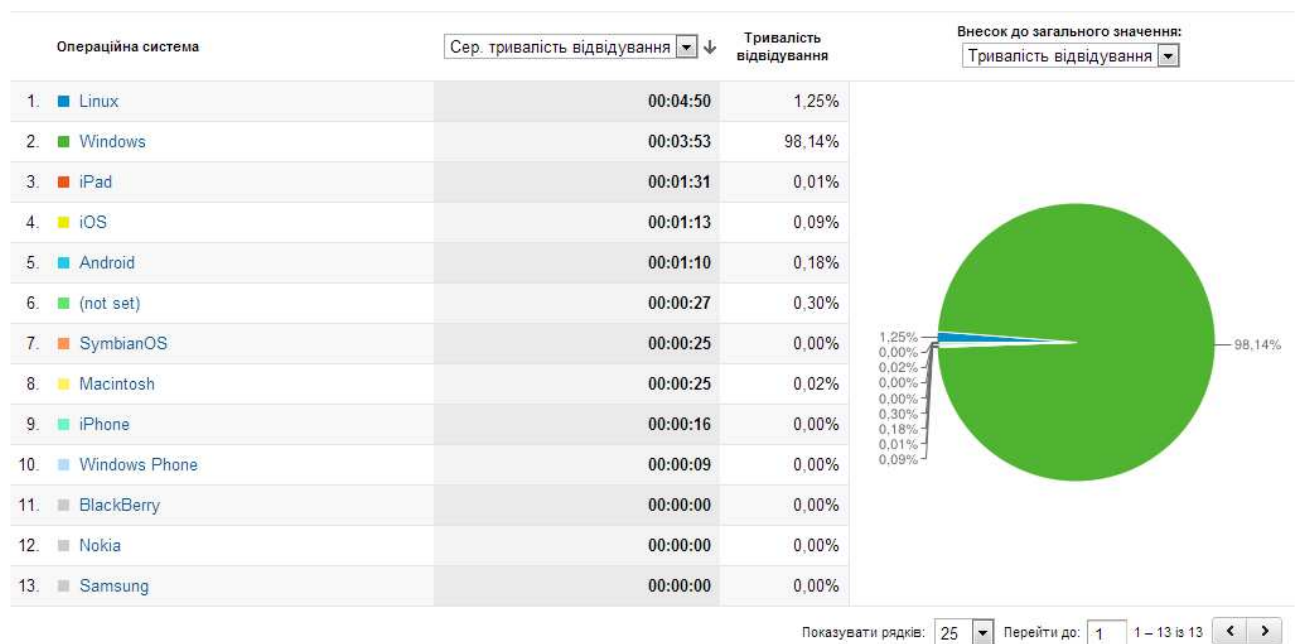 Операційна система Сер. тривалість відвідування Тривалість відвідування Внесок до загального значення: Тривалість відвідування
1. Linux 00:04:50 1,25%
2. Windows 00:03:53 98,14%
3. iPad 00:01:31 0,01%
4. iOS 00:01:13 0,09%
5. Android 00:01:10 0,18%
6. (not set) 00:00:27 0,30%
7. SymbianOS 00:00:25 0,00%
8. Macintosh 00:00:25 0,02%
9. iPhone 00:00:16 0,00%
10. Windows Phone 00:00:09 0,00%
11. BlackBerry 00:00:00 0,00%
12. Nokia 00:00:00 0,00%
13. Samsung 00:00:00 0,00%
1,25%
0,00%
0,02%
0,00%
0,00%
0,30%
0,18%
0,01%
0,09%
98,14%
Показувати рядків: 25 Перейти до: 1 1 – 13 із 13